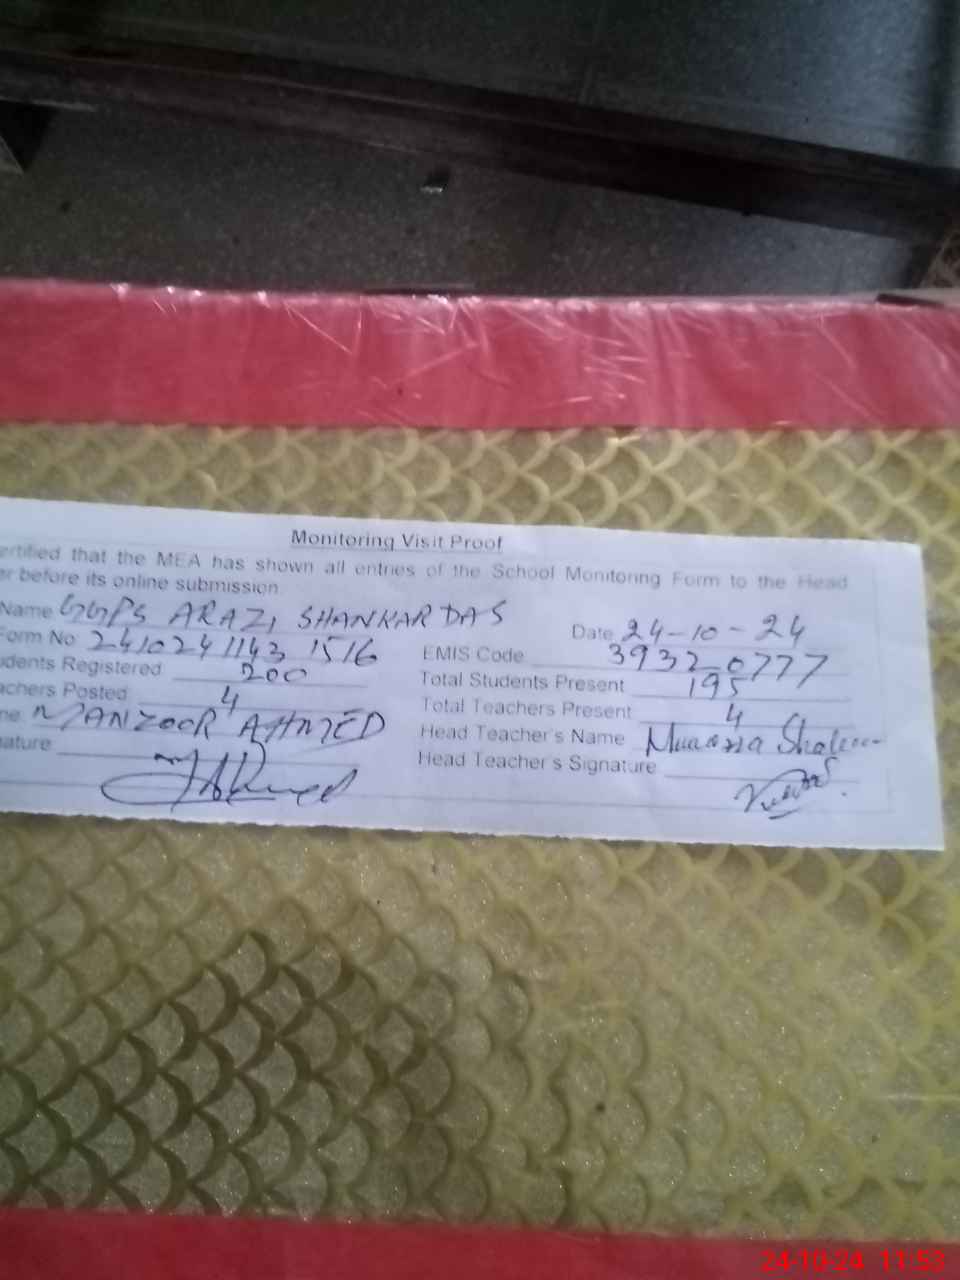 Monitoring Visit Proof
ertified that the MEA has shown all entries of the School Monitoring Form to the Head
er before its online submission.
Name GGPS ARAZI SHANKAR DAS Date 24-10-24
Form No 2410241143 1516 EMIS Code 39320777
udents Registered 200 Total Students Present 195
achers Posted 4 Total Teachers Present 4
me MANZOOR AHMED Head Teacher's Name
nature Head Teacher's Signature
24-10-24 11:53